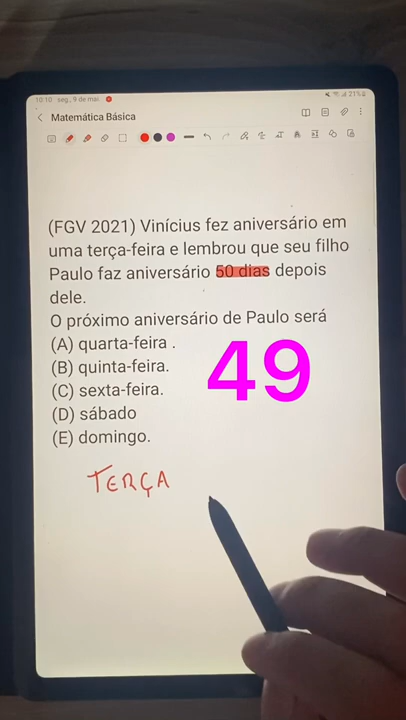 10:10 seg., 9 de mai.
21%
Matemática Básica
(FGV 2021) Vinícius fez aniversário em
uma terça-feira e lembrou que seu filho
Paulo faz aniversário 50 dias depois
dele.
O próximo aniversário de Paulo será
(A) quarta-feira .
(B) quinta-feira.
(C) sexta-feira.
(D) sábado
(E) domingo.
49
TERÇA